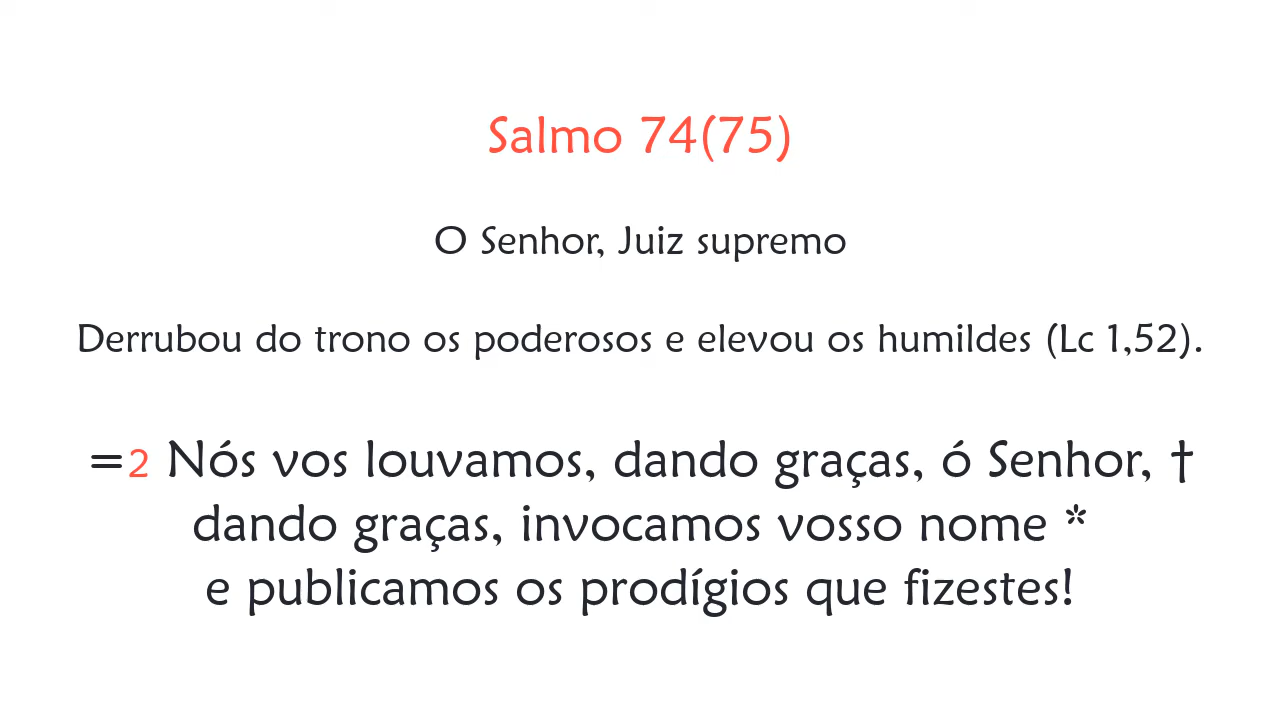 Salmo 74(75)
O Senhor, Juiz supremo
Derrubou do trono os poderosos e elevou os humildes (Lc 1,52).
=2 Nós vos louvamos, dando graças, ó Senhor, †
dando graças, invocamos vosso nome *
e publicamos os prodígios que fizestes!